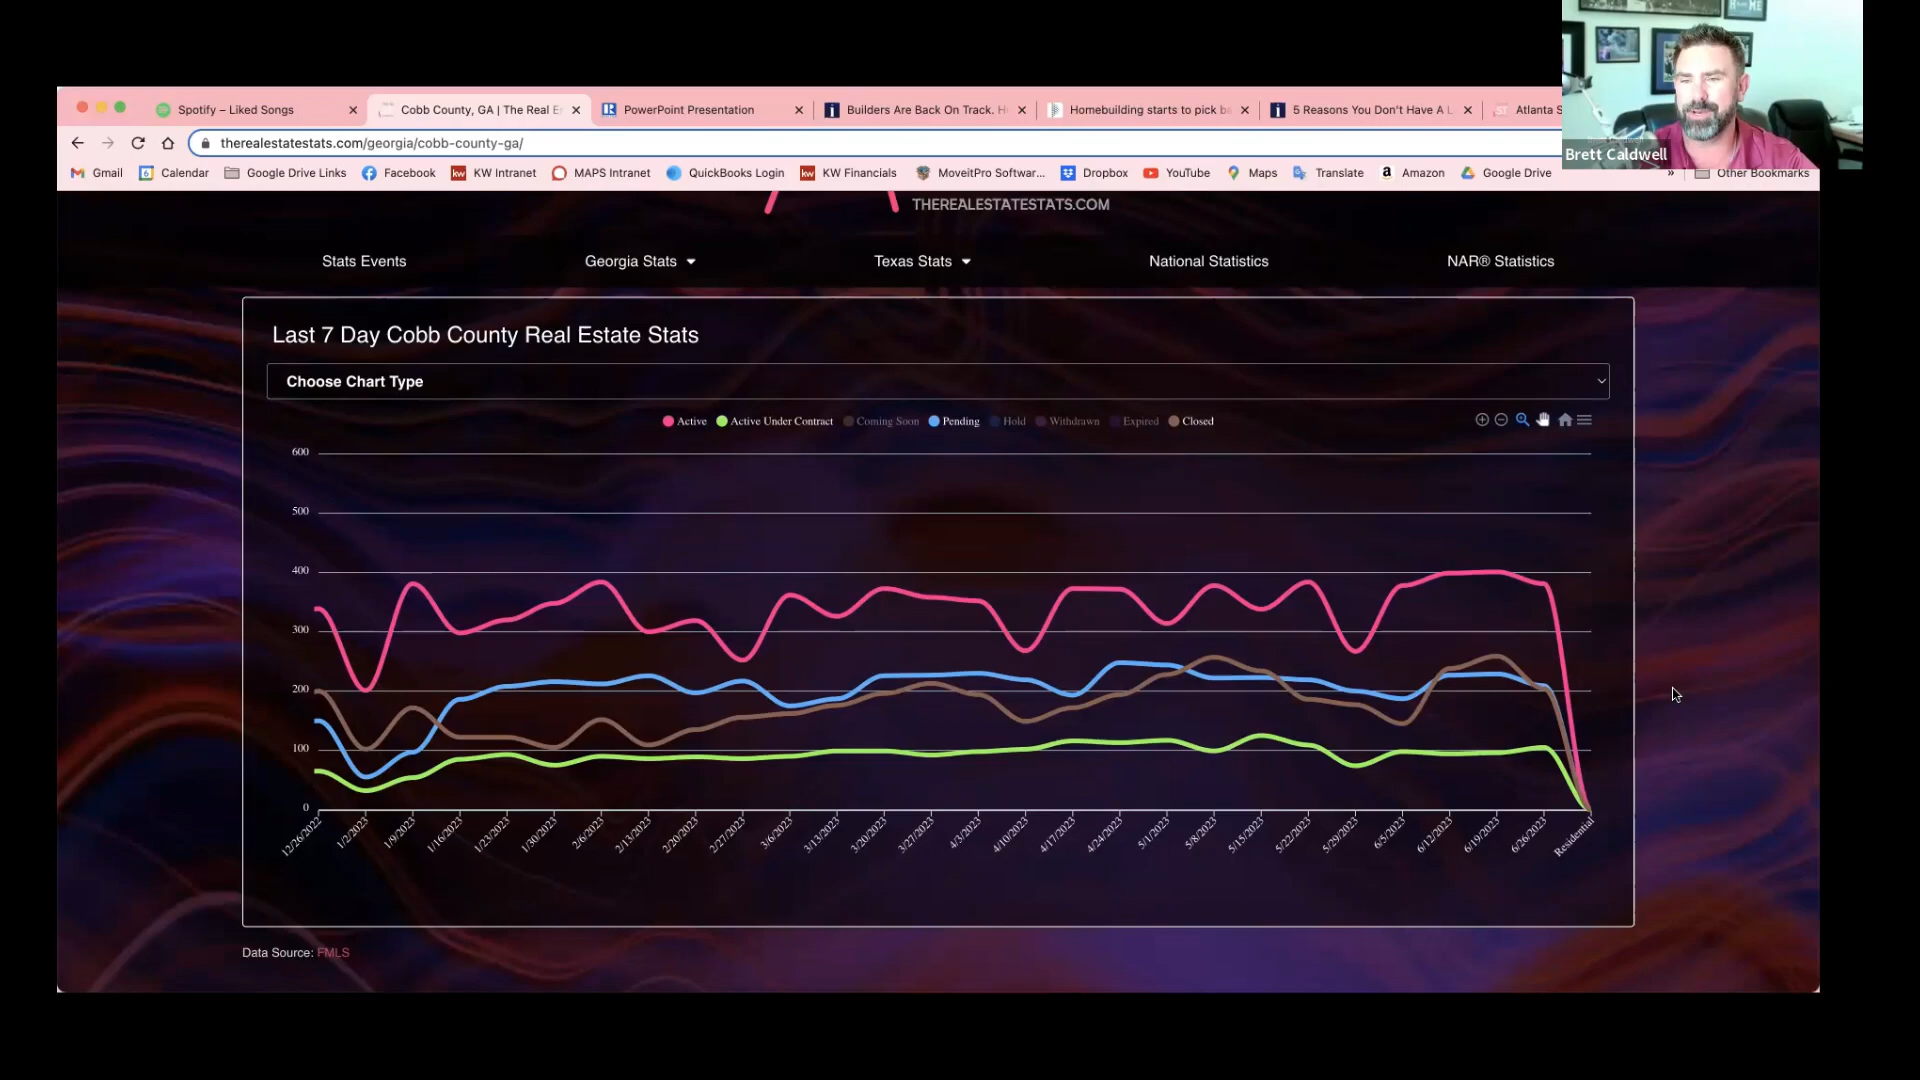 HOME
Spotify – Liked Songs
Cobb County, GA | The Real E
PowerPoint Presentation
Builders Are Back On Track. H
Homebuilding starts to pick b
5 Reasons You Don't Have A L
Atlanta S
therealestatestats.com/georgia/cobb-county-ga/
Brett Caldwell
Gmail
Calendar
Google Drive Links
Facebook
KW Intranet
MAPS Intranet
QuickBooks Login
KW Financials
MoveitPro Softwar...
Dropbox
YouTube
Maps
Translate
Amazon
Google Drive
»
Other Bookmarks
THEREALESTATESTATS.COM
Stats Events
Georgia Stats
Texas Stats
National Statistics
NAR® Statistics
Last 7 Day Cobb County Real Estate Stats
Choose Chart Type
Active
Active Under Contract
Coming Soon
Pending
Hold
Withdrawn
Expired
Closed
600
500
400
300
200
100
0
12/26/2022
1/2/2023
1/9/2023
1/16/2023
1/23/2023
1/30/2023
2/6/2023
2/13/2023
2/20/2023
2/27/2023
3/6/2023
3/13/2023
3/20/2023
3/27/2023
4/3/2023
4/10/2023
4/17/2023
4/24/2023
5/1/2023
5/8/2023
5/15/2023
5/22/2023
5/29/2023
6/5/2023
6/12/2023
6/19/2023
6/26/2023
Residential
Data Source: FMLS